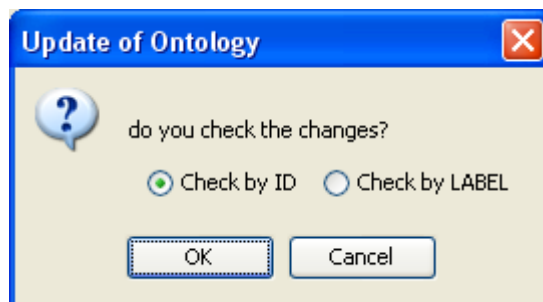 Update of Ontology
do you check the changes?
Check by ID Check by LABEL
OK Cancel